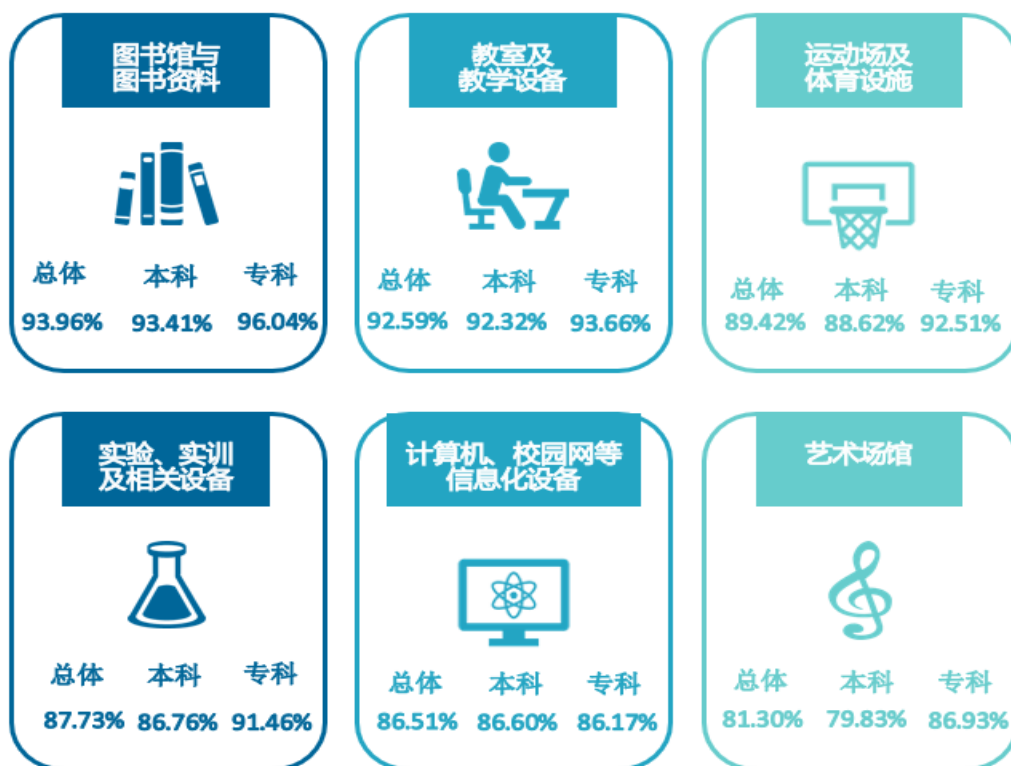 图书馆与
图书资料
总体 本科 专科
93.96% 93.41% 96.04%
教室及
教学设备
总体 本科 专科
92.59% 92.32% 93.66%
运动场及
体育设施
总体 本科 专科
89.42% 88.62% 92.51%
实验、实训
及相关设备
总体 本科 专科
87.73% 86.76% 91.46%
计算机、校园网等
信息化设备
总体 本科 专科
86.51% 86.60% 86.17%
艺术场馆
总体 本科 专科
81.30% 79.83% 86.93%